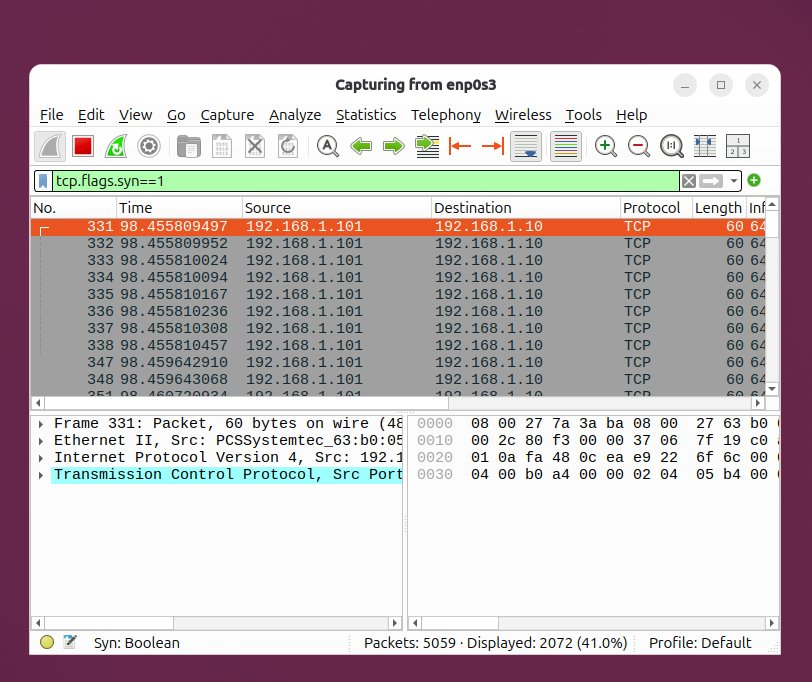 Capturing from enp0s3
File Edit View Go Capture Analyze Statistics Telephony Wireless Tools Help
tcp.flags.syn==1
No. Time Source Destination Protocol Length Inf
331 98.455809497 192.168.1.101 192.168.1.10 TCP 60 64
332 98.455809952 192.168.1.101 192.168.1.10 TCP 60 64
333 98.455810024 192.168.1.101 192.168.1.10 TCP 60 64
334 98.455810094 192.168.1.101 192.168.1.10 TCP 60 64
335 98.455810167 192.168.1.101 192.168.1.10 TCP 60 64
336 98.455810236 192.168.1.101 192.168.1.10 TCP 60 64
337 98.455810308 192.168.1.101 192.168.1.10 TCP 60 64
338 98.455810457 192.168.1.101 192.168.1.10 TCP 60 64
347 98.459642910 192.168.1.101 192.168.1.10 TCP 60 64
348 98.459643068 192.168.1.101 192.168.1.10 TCP 60 64
Frame 331: Packet, 60 bytes on wire (48
Ethernet II, Src: PCSSystemtec_63:b0:05
Internet Protocol Version 4, Src: 192.1
Transmission Control Protocol, Src Port
0000 08 00 27 7a 3a ba 08 00 27 63 b0
0010 00 2c 80 f3 00 00 37 06 7f 19 c0
0020 01 0a fa 48 0c ea e9 22 6f 6c 00
0030 04 00 b0 a4 00 00 02 04 05 b4 00
Syn: Boolean Packets: 5059 · Displayed: 2072 (41.0%) Profile: Default